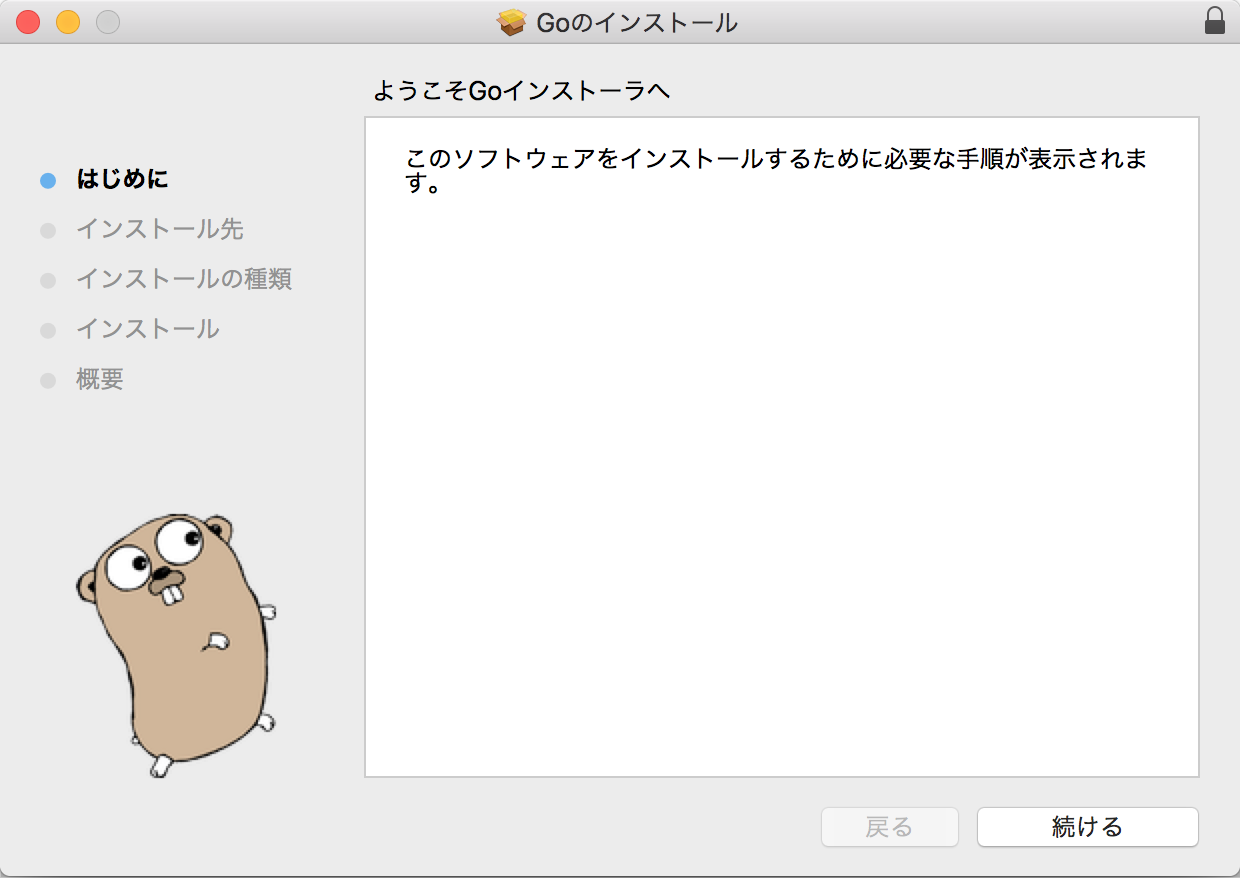 Goのインストール
ようこそGoインストーラへ
はじめに
インストール先
インストールの種類
インストール
概要
このソフトウェアをインストールするために必要な手順が表示されま
す。
戻る
続ける